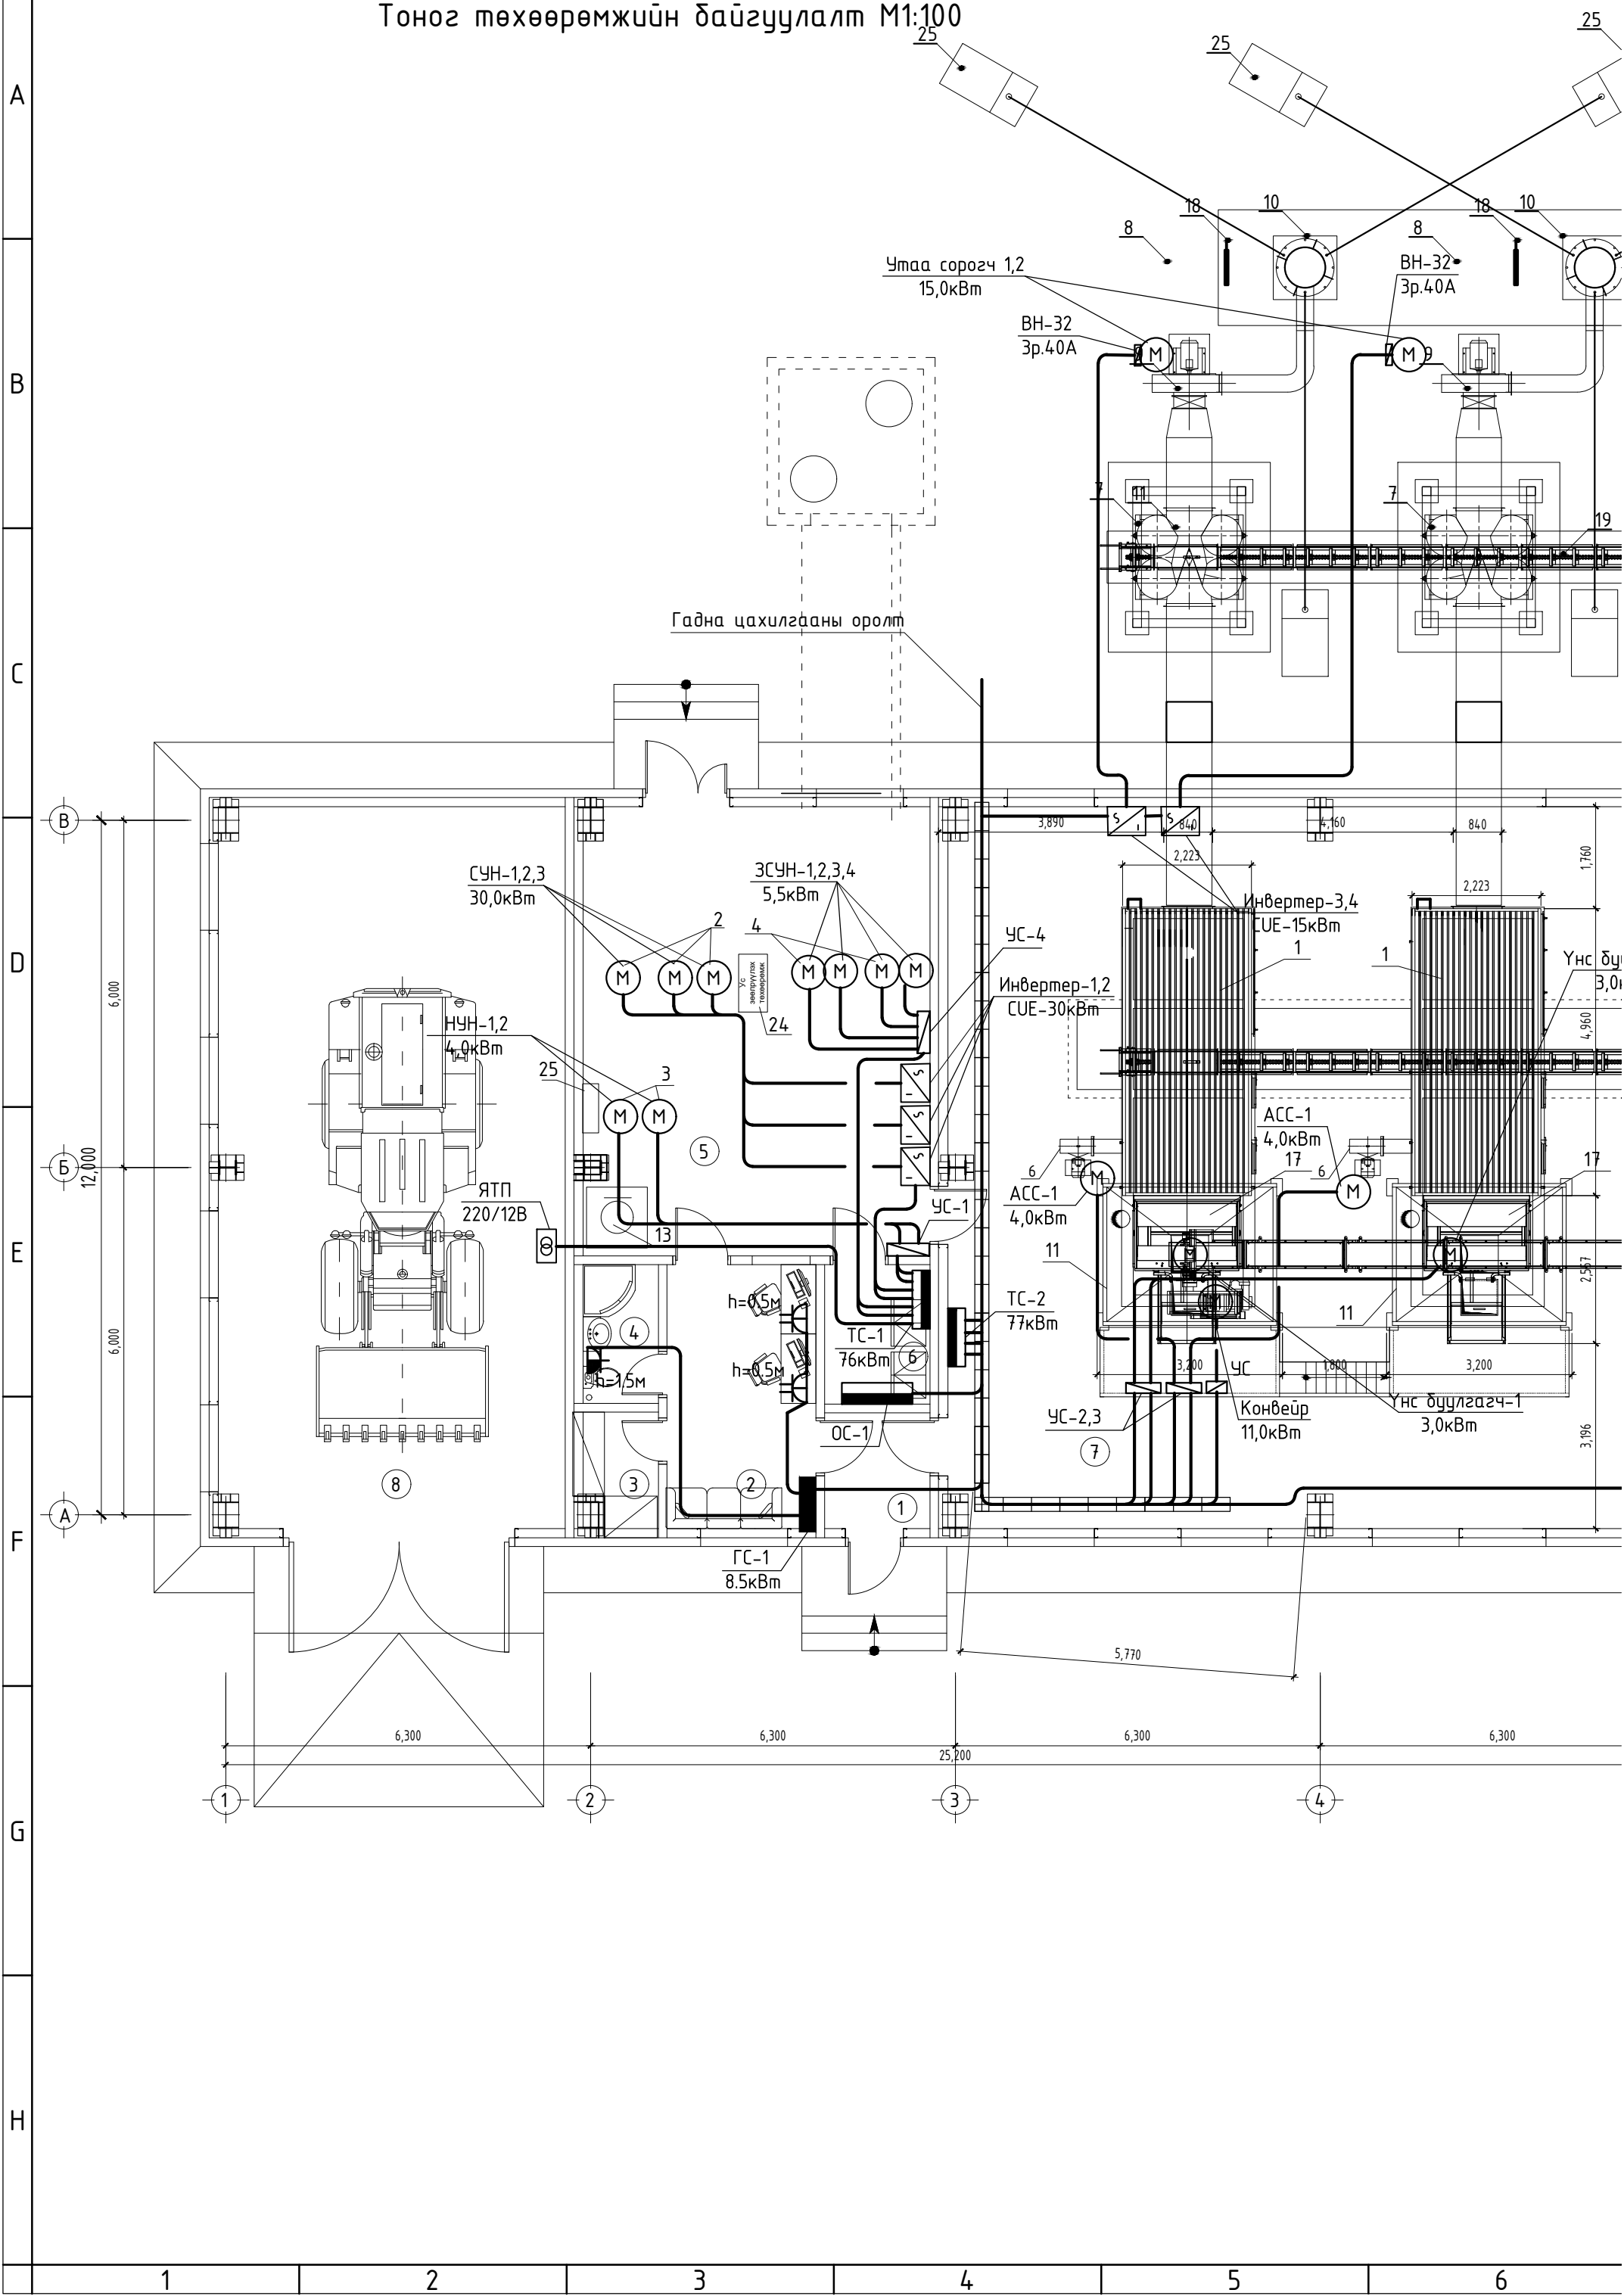 Тоног төхөөрөмжийн байгуулалт М1:100
25
25
25
A
18
10
18
10
8
8
Утаа сорогч 1,2
15,0кВт
ВН-32
3р.40А
ВН-32
3р.40А
М
М
9
B
7
11
7
19
Гадна цахилгааны оролт
C
В
3,890
840
4,160
840
2,223
2,223
1,760
СУН-1,2,3
30,0кВт
ЗСУН-1,2,3,4
5,5кВт
Инвертер-3,4
CUE-15кВт
2
4
УС-4
1
1
D
М
М
М
М
М
М
М
Ус
зөөлрүүлэх
төхөөрөмж
24
Инвертер-1,2
CUE-30кВт
6,000
4,960
НУН-1,2
4,0кВт
25
3
М
М
АСС-1
4,0кВт
5
Б
12,000
6
6
17
17
ЯТП
220/12В
УС-1
АСС-1
4,0кВт
М
М
E
13
11
М
М
М
2,567
h=0.5м
ТС-2
77кВт
11
4
ТС-1
76кВт
6
6,000
h=0.5м
h=1,5м
3,200
УС
1,800
3,200
ОС-1
УС-2,3
Конвейр
11,0кВт
Үнс буулгагч-1
3,0кВт
7
3,196
8
3
2
1
А
F
ГС-1
8.5кВт
5,770
6,300
6,300
6,300
6,300
25,200
1
2
3
4
G
H
1
2
3
4
5
6